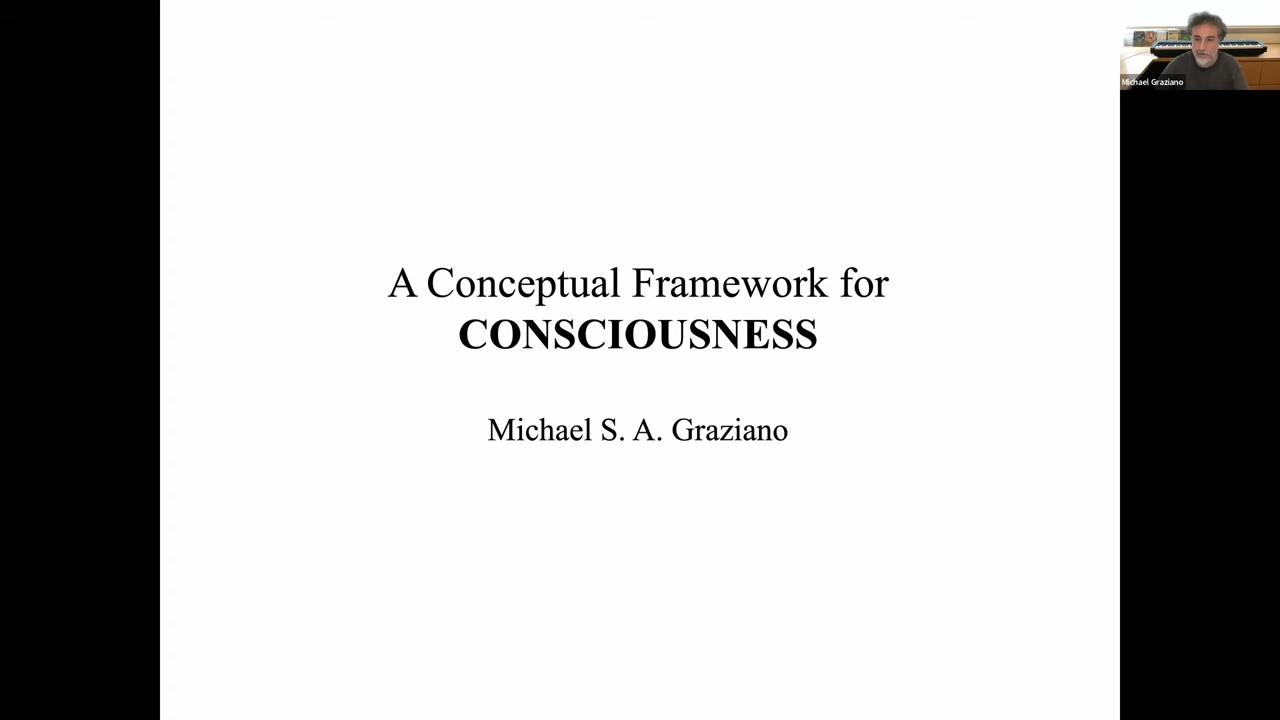 A Conceptual Framework for
CONSCIOUSNESS
Michael S. A. Graziano
Michael Graziano